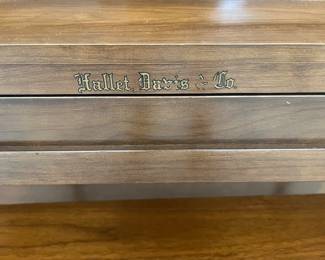 Hallet, Davis & Co.